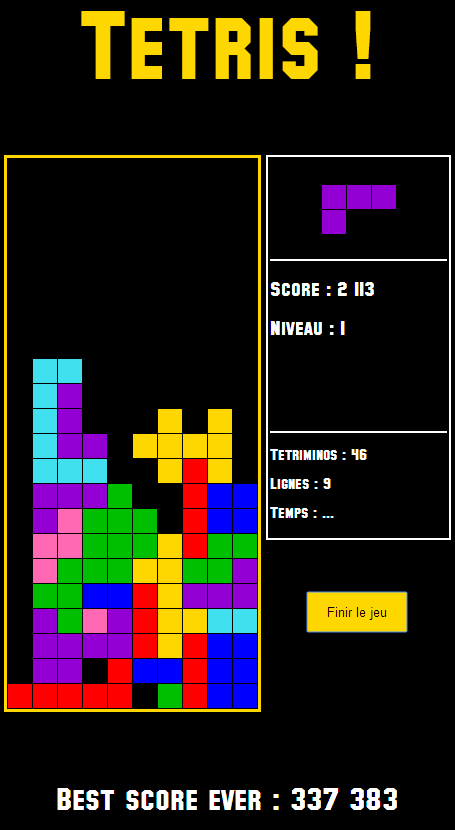 Tetris !
Score : 2 113
Niveau : 1
Tetriminos : 46
Lignes : 9
Temps : ...
Finir le jeu
Best score ever : 337 383